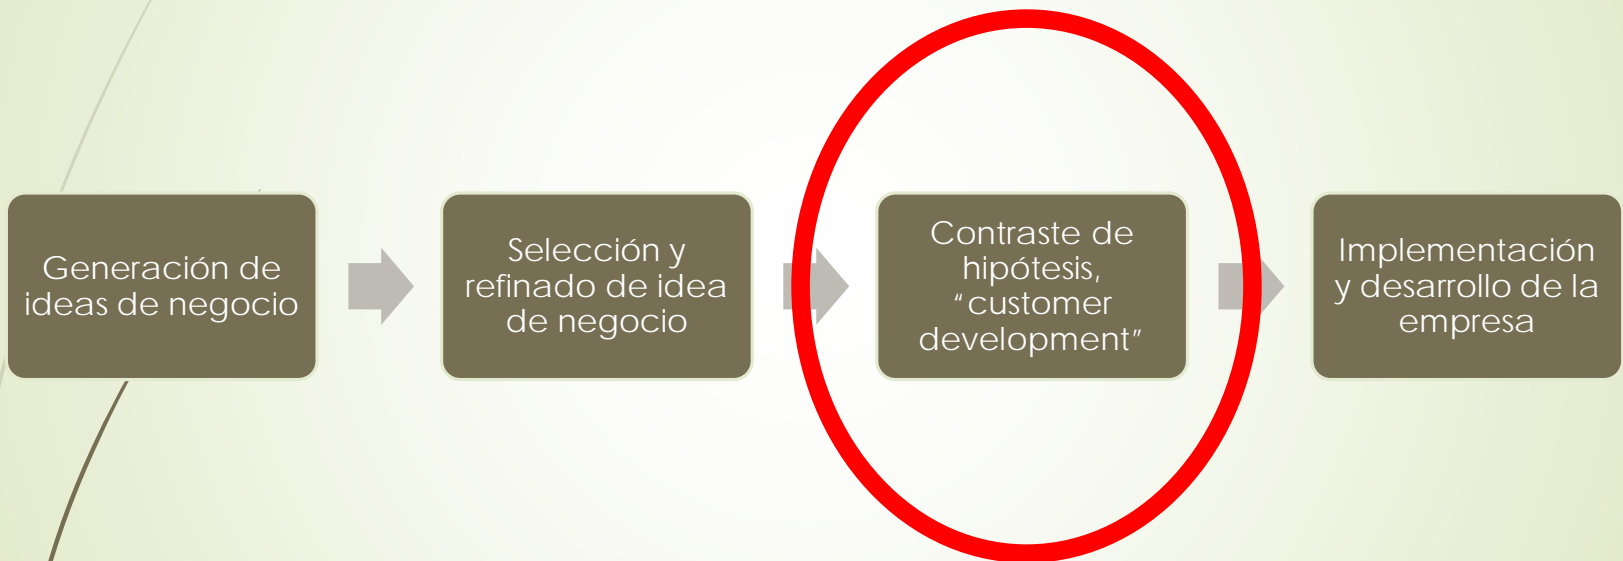 Generación de
ideas de negocio
Selección y
refinado de idea
de negocio
Contraste de
hipótesis,
“customer
development”
Implementación
y desarrollo de la
empresa